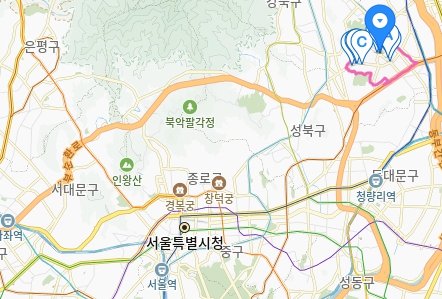 강북구
은평구
C
북악팔각정
성북구
인왕산
종로구
동대문구
서대문구
경복궁
창덕궁
청량리역
서울특별시청
중구
서울역
성동구